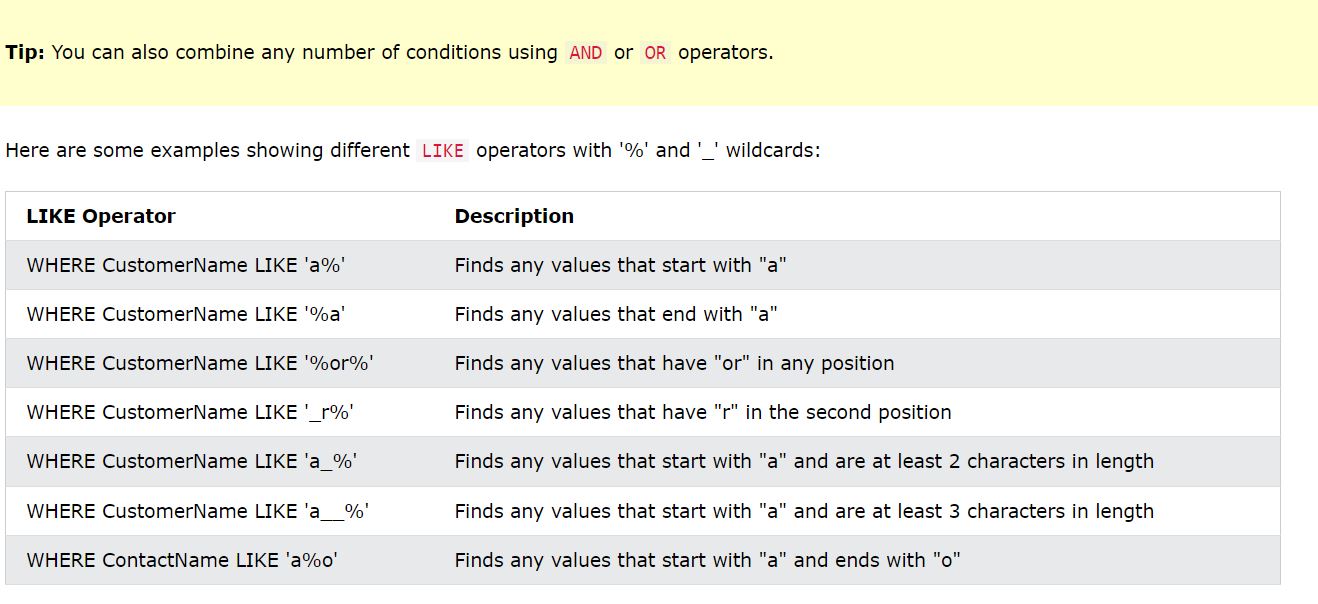 Tip: You can also combine any number of conditions using AND or OR operators.
Here are some examples showing different LIKE operators with '%' and '_' wildcards:
LIKE Operator Description
WHERE CustomerName LIKE 'a%' Finds any values that start with "a"
WHERE CustomerName LIKE '%a' Finds any values that end with "a"
WHERE CustomerName LIKE '%or%' Finds any values that have "or" in any position
WHERE CustomerName LIKE '_r%' Finds any values that have "r" in the second position
WHERE CustomerName LIKE 'a_%' Finds any values that start with "a" and are at least 2 characters in length
WHERE CustomerName LIKE 'a__%' Finds any values that start with "a" and are at least 3 characters in length
WHERE ContactName LIKE 'a%o' Finds any values that start with "a" and ends with "o"